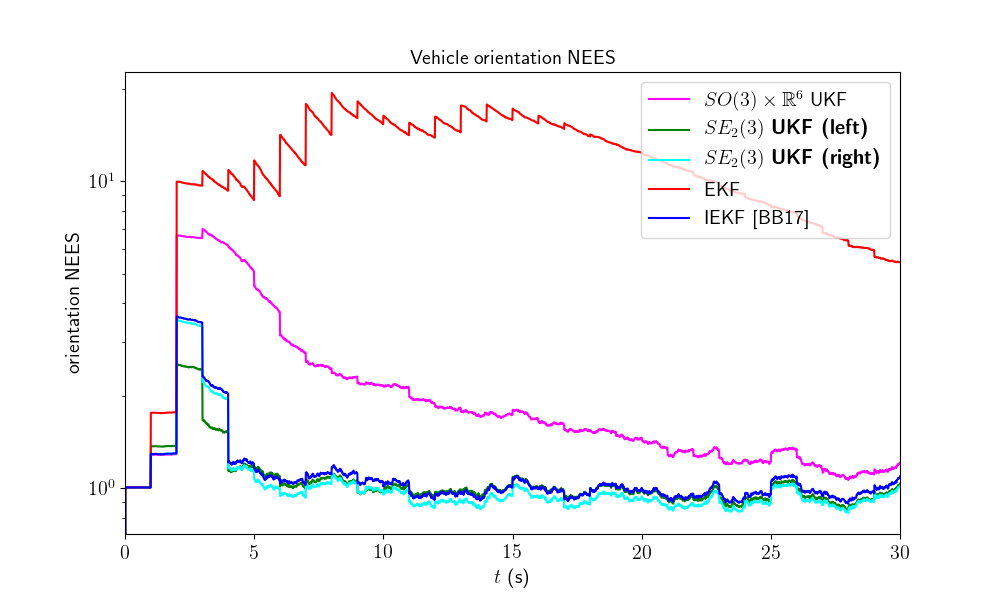 Vehicle orientation NEES
SO(3) × ℝ⁶ UKF
SE₂(3) UKF (left)
SE₂(3) UKF (right)
EKF
IEKF [BB17]
orientation NEES
10¹
10⁰
0 5 10 15 20 25 30
t (s)